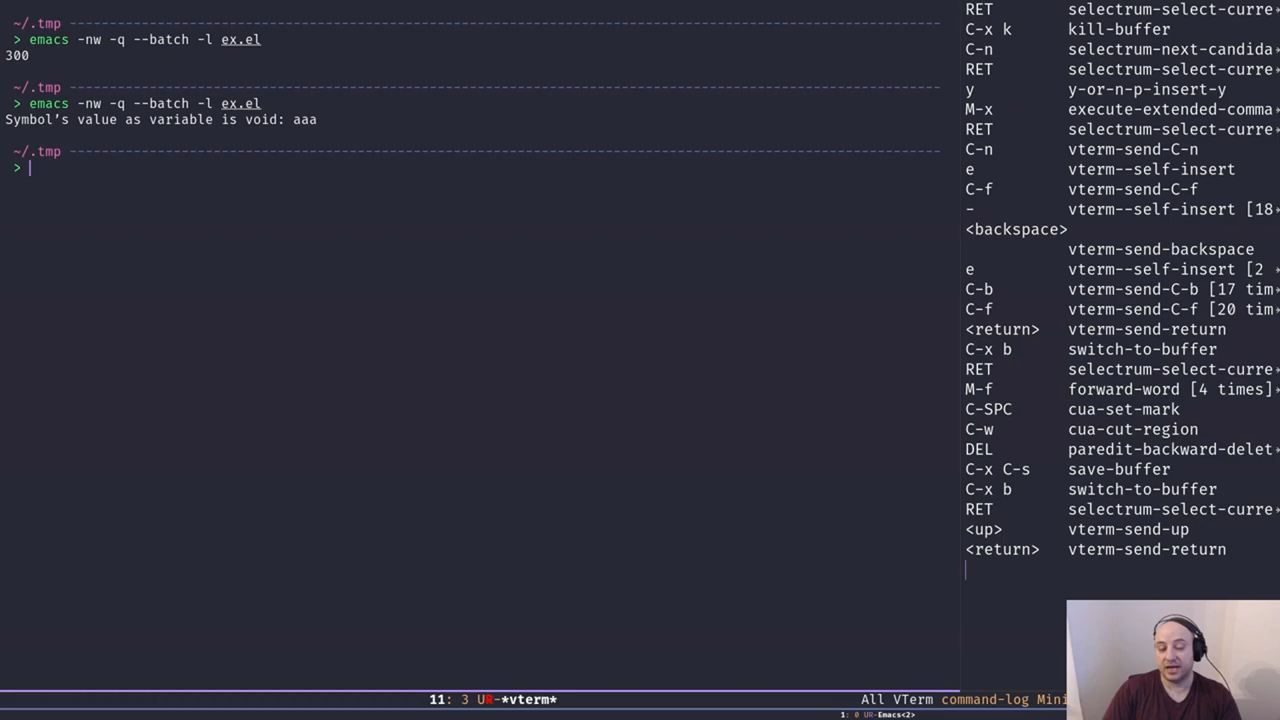 ~/.tmp
> emacs -nw -q --batch -l ex.el
300
~/.tmp
> emacs -nw -q --batch -l ex.el
Symbol's value as variable is void: aaa
~/.tmp
>
RET selectrum-select-curre
C-x k kill-buffer
C-n selectrum-next-candida
RET selectrum-select-curre
y y-or-n-p-insert-y
M-x execute-extended-comma
RET selectrum-select-curre
C-n vterm-send-C-n
e vterm--self-insert
C-f vterm-send-C-f
- vterm--self-insert [18
<backspace>
vterm-send-backspace
e vterm--self-insert [2
C-b vterm-send-C-b [17 tim
C-f vterm-send-C-f [20 tim
<return> vterm-send-return
C-x b switch-to-buffer
RET selectrum-select-curre
M-f forward-word [4 times]
C-SPC cua-set-mark
C-w cua-cut-region
DEL paredit-backward-delet
C-x C-s save-buffer
C-x b switch-to-buffer
RET selectrum-select-curre
<up> vterm-send-up
<return> vterm-send-return
11: 3 UR-*vterm* All VTerm command-log Mini
1: 0 UR-Emacs<2>